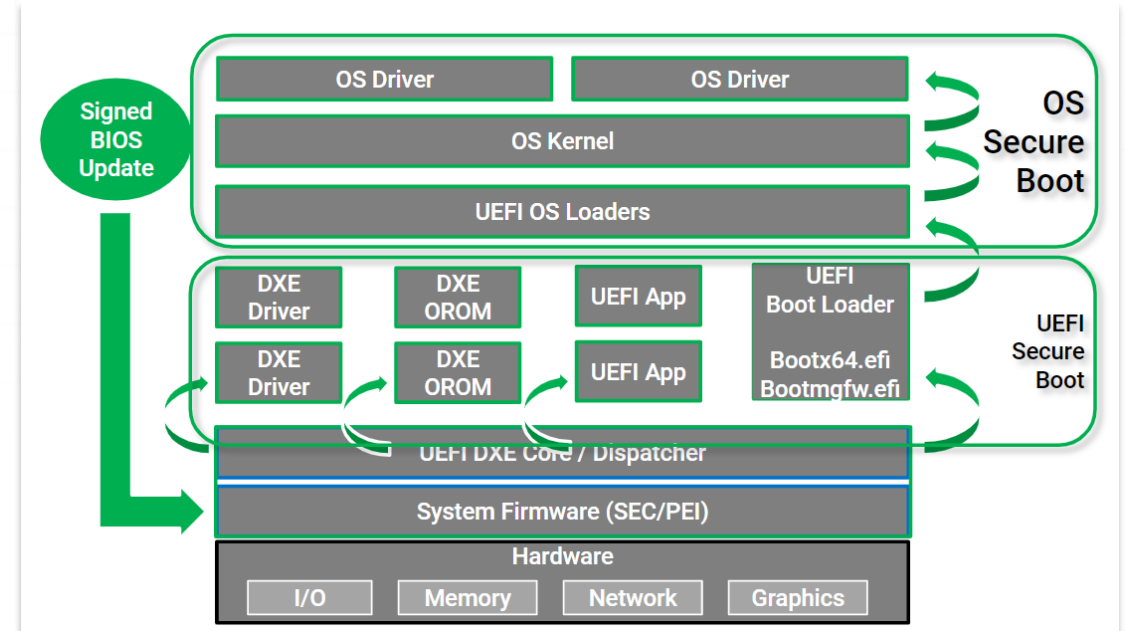 OS Driver
OS Driver
Signed
BIOS
Update
OS
Secure
Boot
OS Kernel
UEFI OS Loaders
DXE
Driver
DXE
OROM
UEFI App
UEFI
Boot Loader
Bootx64.efi
Bootmgfw.efi
DXE
Driver
DXE
OROM
UEFI App
UEFI
Secure
Boot
UEFI DXE Core / Dispatcher
System Firmware (SEC/PEI)
Hardware
I/O
Memory
Network
Graphics